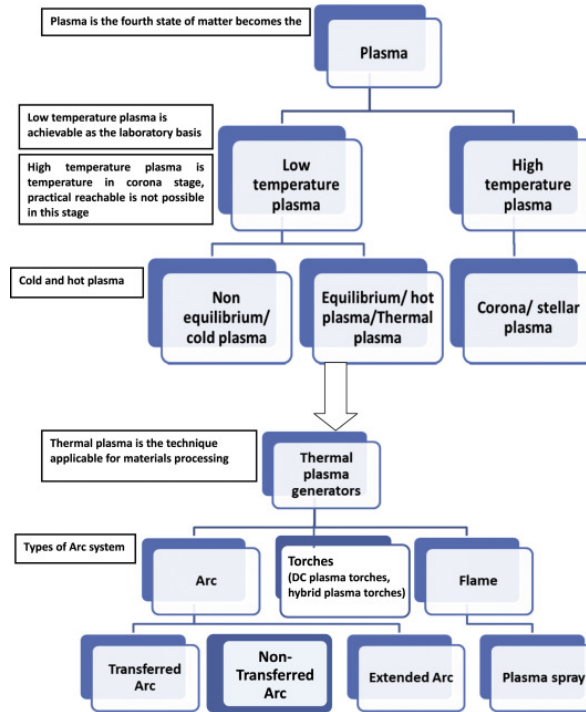 Plasma is the fourth state of matter becomes the
Plasma
Low temperature plasma is
achievable as the laboratory basis
High temperature plasma is
temperature in corona stage,
practical reachable is not possible
in this stage
Low
temperature
plasma
High
temperature
plasma
Cold and hot plasma
Non
equilibrium/
cold plasma
Equilibrium/ hot
plasma/Thermal
plasma
Corona/ stellar
plasma
Thermal plasma is the technique
applicable for materials processing
Thermal
plasma
generators
Types of Arc system
Arc
Torches
(DC plasma torches,
hybrid plasma torches)
Flame
Transferred
Arc
Non-
Transferred
Arc
Extended Arc
Plasma spray